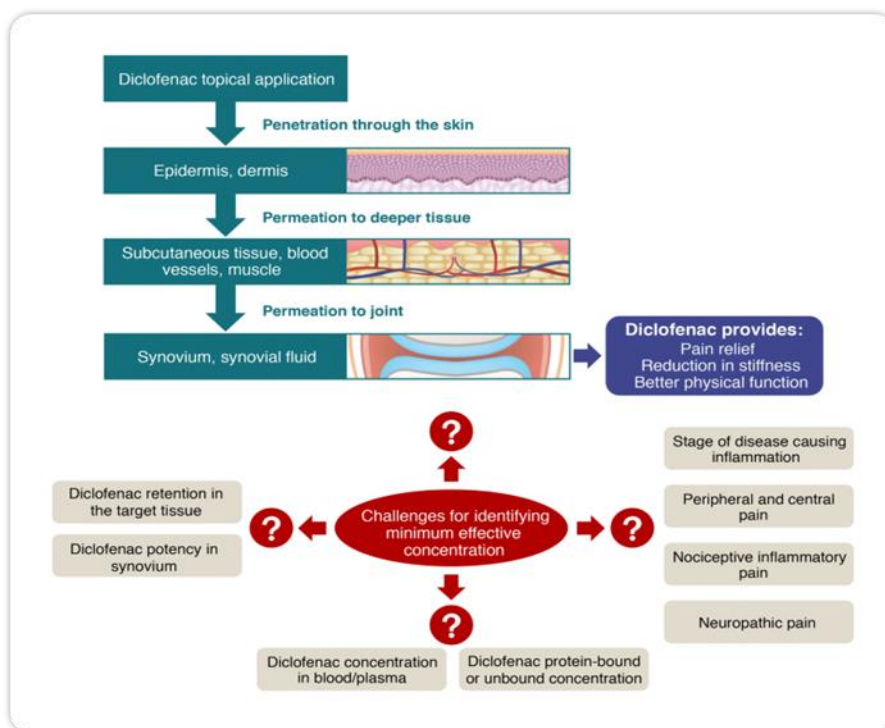 Diclofenac topical application
Penetration through the skin
Epidermis, dermis
Permeation to deeper tissue
Subcutaneous tissue, blood
vessels, muscle
Permeation to joint
Synovium, synovial fluid
Diclofenac provides:
Pain relief
Reduction in stiffness
Better physical function
?
Stage of disease causing
inflammation
Diclofenac retention in
the target tissue
?
Challenges for identifying
minimum effective
concentration
?
Peripheral and central
pain
Diclofenac potency in
synovium
Nociceptive inflammatory
pain
?
Neuropathic pain
Diclofenac concentration
in blood/plasma
Diclofenac protein-bound
or unbound concentration